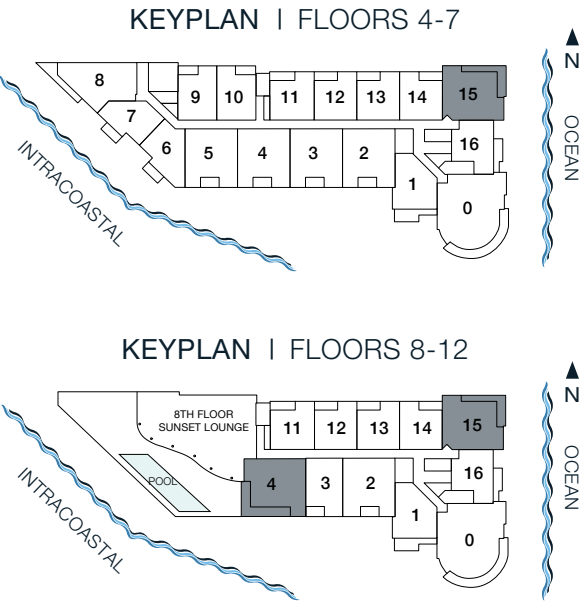 KEYPLAN | FLOORS 4-7
N
8
9 10 11 12 13 14 15
7
6 5 4 3 2 16
1
0
INTRACOASTAL
OCEAN
KEYPLAN | FLOORS 8-12
N
8TH FLOOR
SUNSET LOUNGE
11 12 13 14 15
POOL
4 3 2 16
1
0
INTRACOASTAL
OCEAN